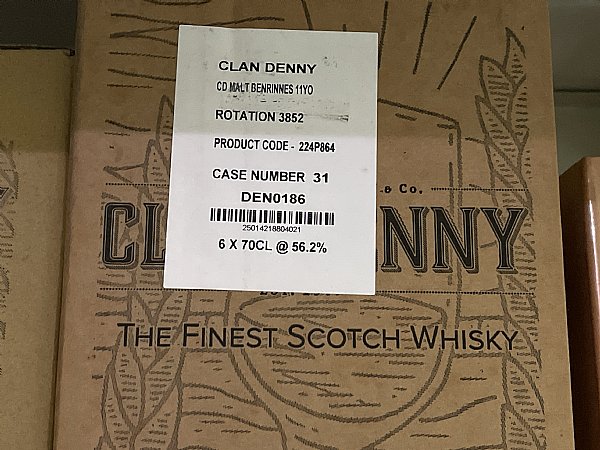 CLAN DENNY
CD MALT BENRINNES 11YO
ROTATION 3852
PRODUCT CODE - 224P864
CASE NUMBER 31
DEN0186
25014218804021
6 X 70CL @ 56.2%
& Co.
CL NNY
THE FINEST SCOTCH WHISKY